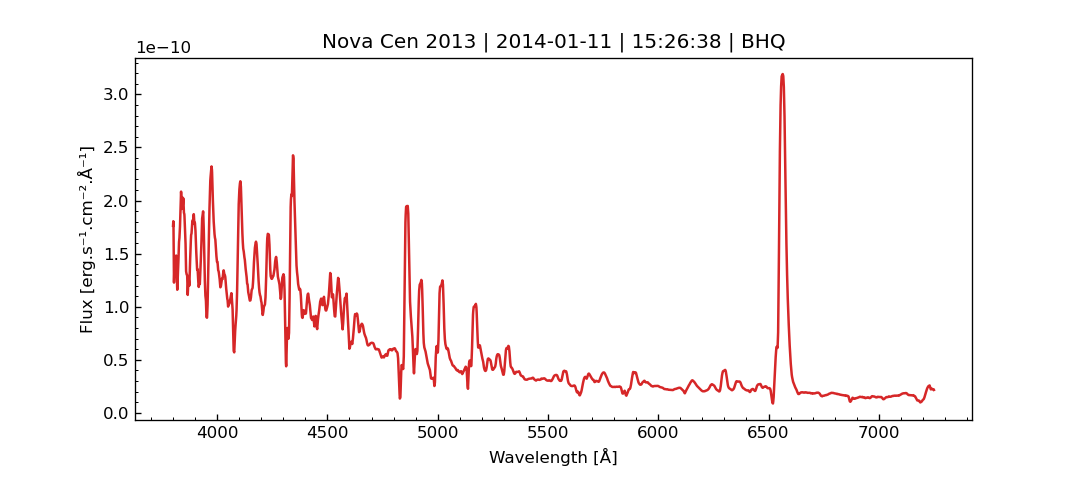 Nova Cen 2013 | 2014-01-11 | 15:26:38 | BHQ
1e−10
3.0
2.5
2.0
1.5
1.0
0.5
0.0
Flux [erg.s⁻¹.cm⁻².Å⁻¹]
4000 4500 5000 5500 6000 6500 7000
Wavelength [Å]